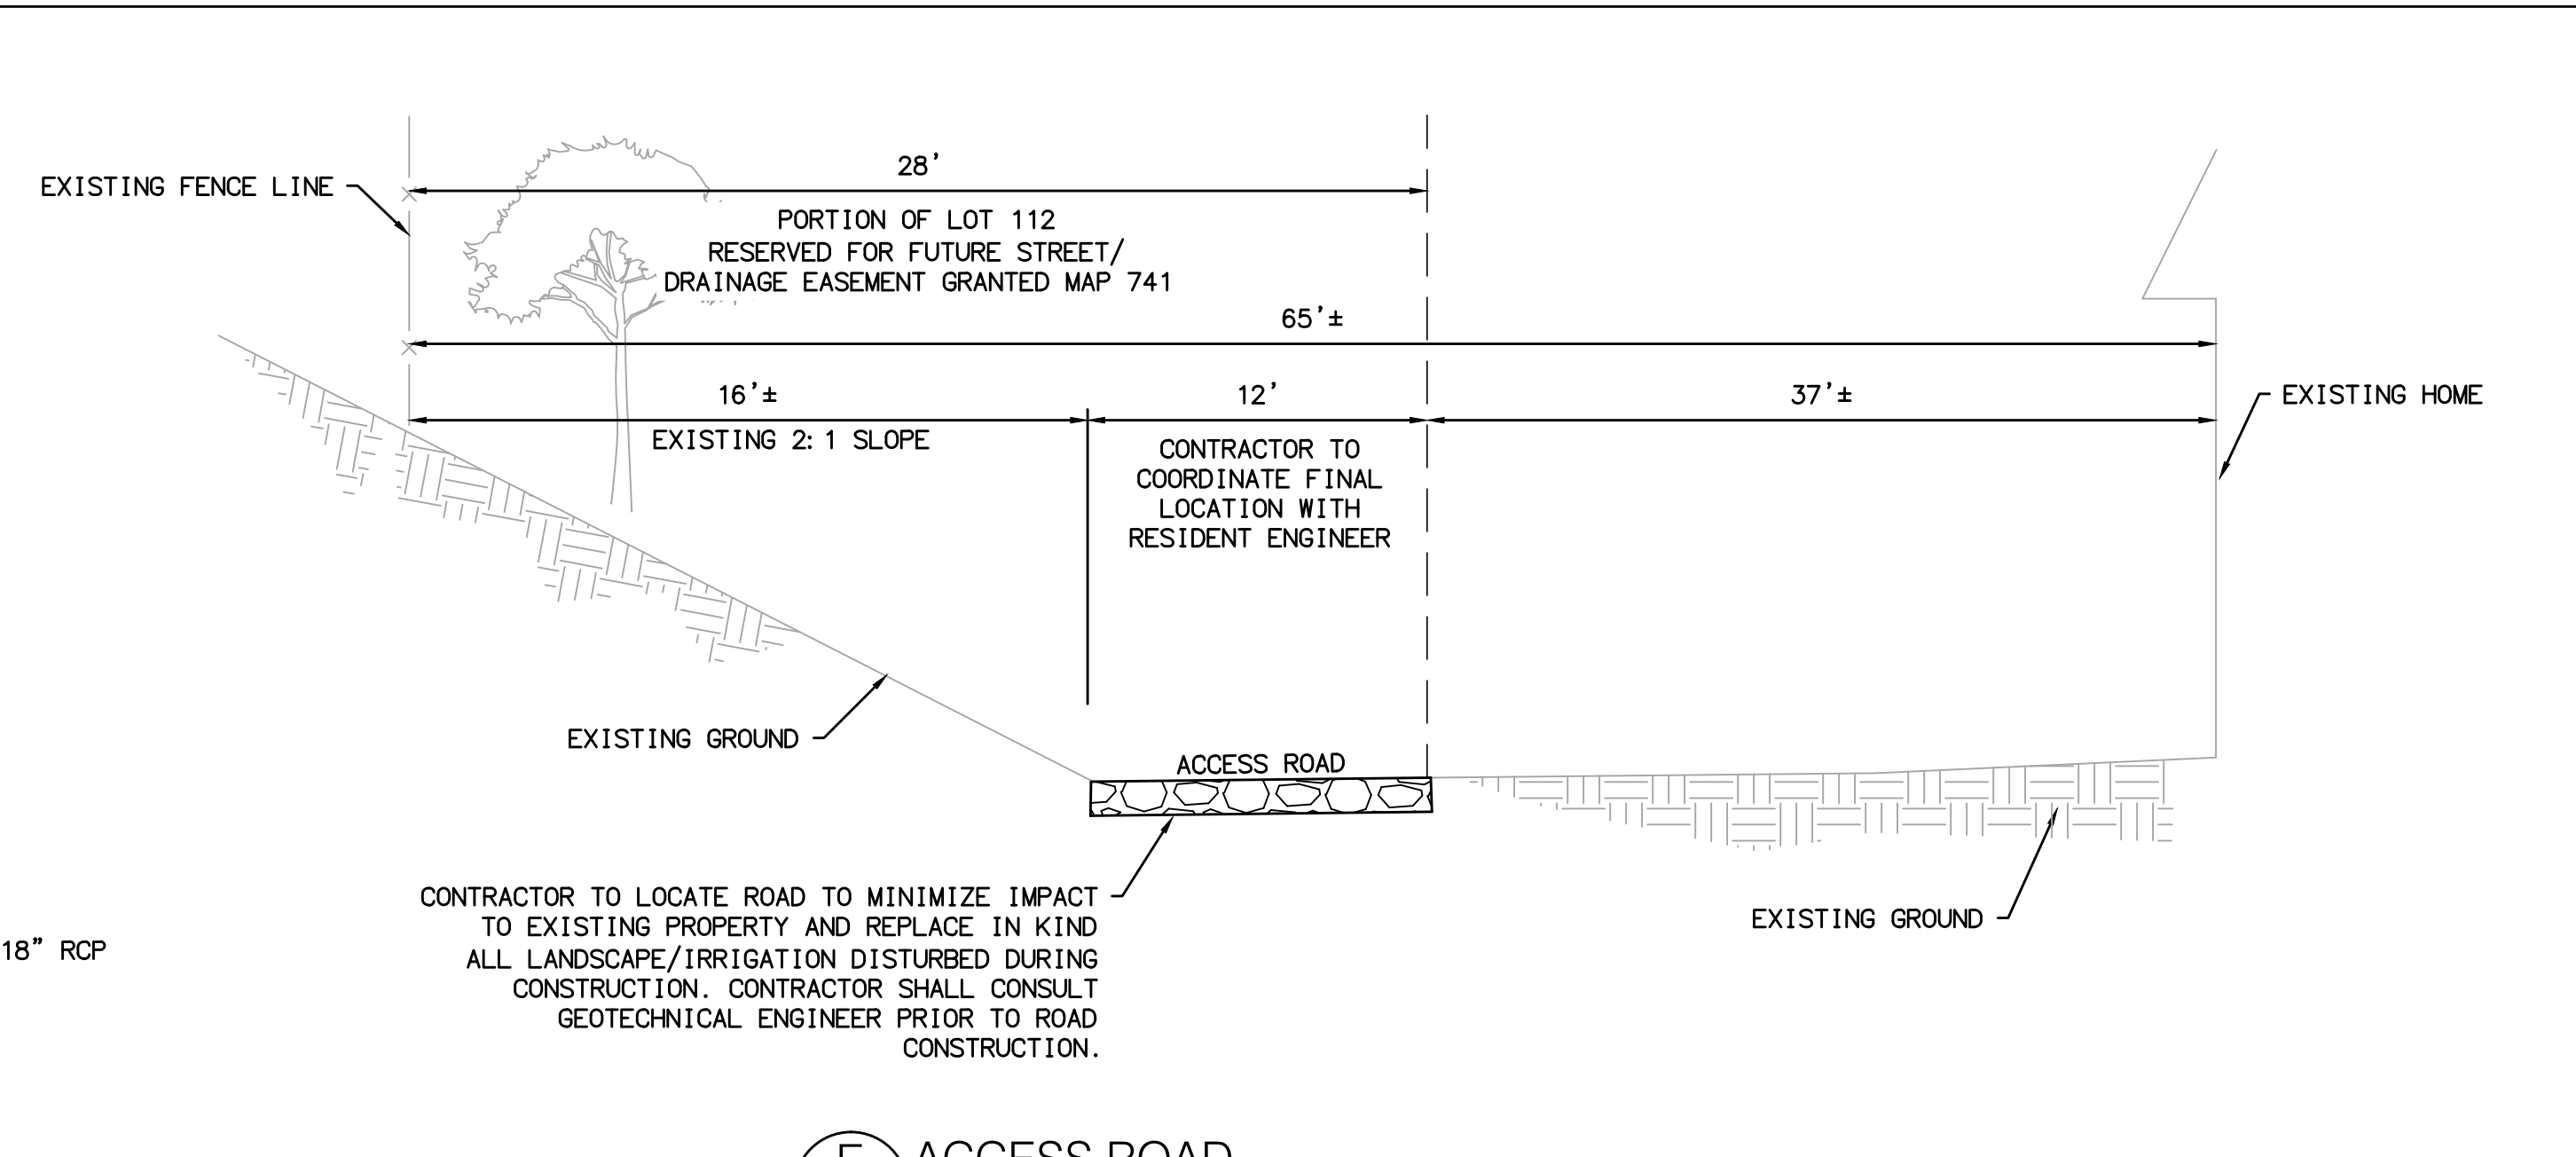 28'
EXISTING FENCE LINE
PORTION OF LOT 112
RESERVED FOR FUTURE STREET/
DRAINAGE EASEMENT GRANTED MAP 741
65'±
16'±
12'
37'±
EXISTING HOME
EXISTING 2:1 SLOPE
CONTRACTOR TO
COORDINATE FINAL
LOCATION WITH
RESIDENT ENGINEER
EXISTING GROUND
ACCESS ROAD
CONTRACTOR TO LOCATE ROAD TO MINIMIZE IMPACT
TO EXISTING PROPERTY AND REPLACE IN KIND
ALL LANDSCAPE/IRRIGATION DISTURBED DURING
CONSTRUCTION. CONTRACTOR SHALL CONSULT
GEOTECHNICAL ENGINEER PRIOR TO ROAD
CONSTRUCTION.
EXISTING GROUND
18" RCP
ACCESS ROAD